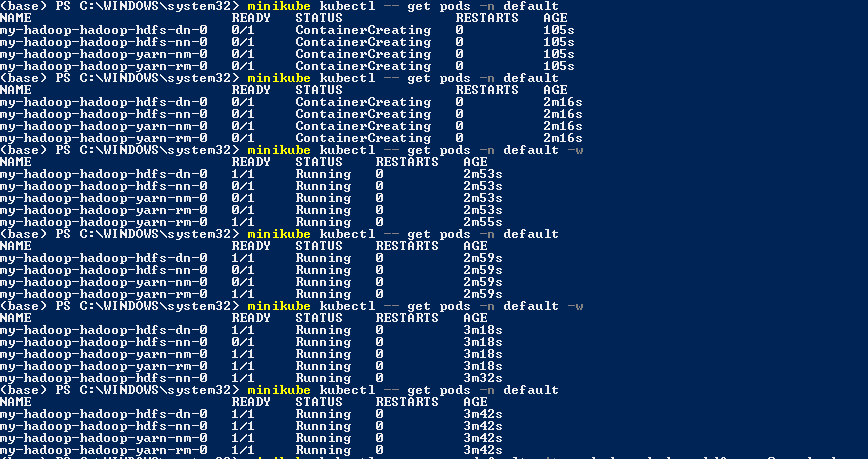 (base) PS C:\WINDOWS\system32> minikube kubectl -- get pods -n default
NAME READY STATUS RESTARTS AGE
my-hadoop-hadoop-hdfs-dn-0 0/1 ContainerCreating 0 105s
my-hadoop-hadoop-hdfs-nn-0 0/1 ContainerCreating 0 105s
my-hadoop-hadoop-yarn-nm-0 0/1 ContainerCreating 0 105s
my-hadoop-hadoop-yarn-rm-0 0/1 ContainerCreating 0 105s
(base) PS C:\WINDOWS\system32> minikube kubectl -- get pods -n default
NAME READY STATUS RESTARTS AGE
my-hadoop-hadoop-hdfs-dn-0 0/1 ContainerCreating 0 2m16s
my-hadoop-hadoop-hdfs-nn-0 0/1 ContainerCreating 0 2m16s
my-hadoop-hadoop-yarn-nm-0 0/1 ContainerCreating 0 2m16s
my-hadoop-hadoop-yarn-rm-0 0/1 ContainerCreating 0 2m16s
(base) PS C:\WINDOWS\system32> minikube kubectl -- get pods -n default -w
NAME READY STATUS RESTARTS AGE
my-hadoop-hadoop-hdfs-dn-0 1/1 Running 0 2m53s
my-hadoop-hadoop-hdfs-nn-0 0/1 Running 0 2m53s
my-hadoop-hadoop-yarn-nm-0 0/1 Running 0 2m53s
my-hadoop-hadoop-yarn-rm-0 0/1 Running 0 2m53s
my-hadoop-hadoop-yarn-rm-0 1/1 Running 0 2m55s
(base) PS C:\WINDOWS\system32> minikube kubectl -- get pods -n default
NAME READY STATUS RESTARTS AGE
my-hadoop-hadoop-hdfs-dn-0 1/1 Running 0 2m59s
my-hadoop-hadoop-hdfs-nn-0 0/1 Running 0 2m59s
my-hadoop-hadoop-yarn-nm-0 0/1 Running 0 2m59s
my-hadoop-hadoop-yarn-rm-0 1/1 Running 0 2m59s
(base) PS C:\WINDOWS\system32> minikube kubectl -- get pods -n default -w
NAME READY STATUS RESTARTS AGE
my-hadoop-hadoop-hdfs-dn-0 1/1 Running 0 3m18s
my-hadoop-hadoop-hdfs-nn-0 0/1 Running 0 3m18s
my-hadoop-hadoop-yarn-nm-0 1/1 Running 0 3m18s
my-hadoop-hadoop-yarn-rm-0 1/1 Running 0 3m18s
my-hadoop-hadoop-hdfs-nn-0 1/1 Running 0 3m32s
(base) PS C:\WINDOWS\system32> minikube kubectl -- get pods -n default
NAME READY STATUS RESTARTS AGE
my-hadoop-hadoop-hdfs-dn-0 1/1 Running 0 3m42s
my-hadoop-hadoop-hdfs-nn-0 1/1 Running 0 3m42s
my-hadoop-hadoop-yarn-nm-0 1/1 Running 0 3m42s
my-hadoop-hadoop-yarn-rm-0 1/1 Running 0 3m42s